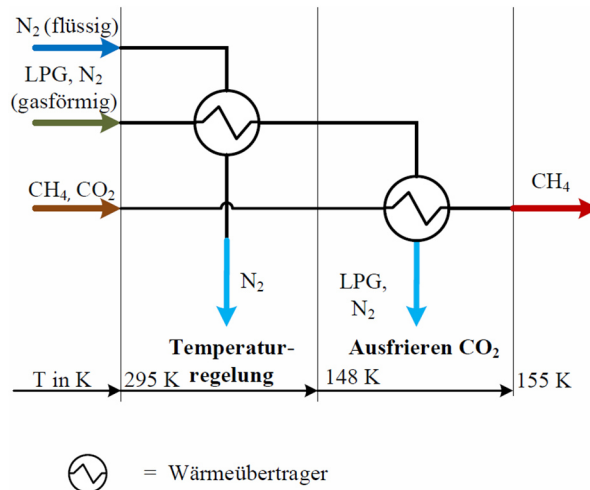 N₂ (flüssig)
LPG, N₂
(gasförmig)
CH₄, CO₂
CH₄
N₂
LPG,
N₂
Temperatur-
regelung
Ausfrieren CO₂
T in K
295 K
148 K
155 K
= Wärmeübertrager